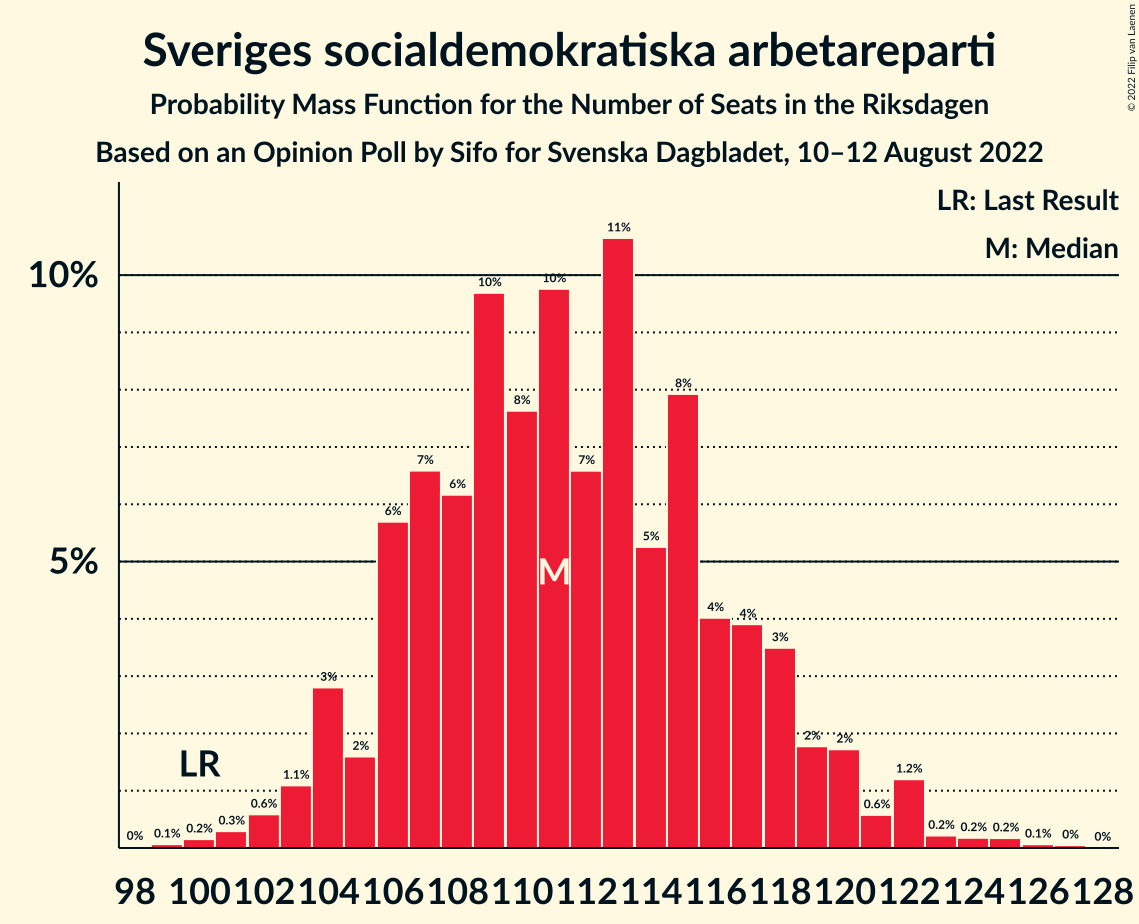 Sveriges socialdemokratiska arbetareparti
Probability Mass Function for the Number of Seats in the Riksdagen
Based on an Opinion Poll by Sifo for Svenska Dagbladet, 10–12 August 2022
© 2022 Filip van Laenen
LR: Last Result
M: Median
10%
5%
0% 0.1% 0.2% 0.3% 0.6% 1.1% 3% 2% 6% 7% 6% 10% 8% 10% 7% 11% 5% 8% 4% 4% 3% 2% 2% 0.6% 1.2% 0.2% 0.2% 0.2% 0.1% 0% 0%
LR
M
98 100 102 104 106 108 110 112 114 116 118 120 122 124 126 128